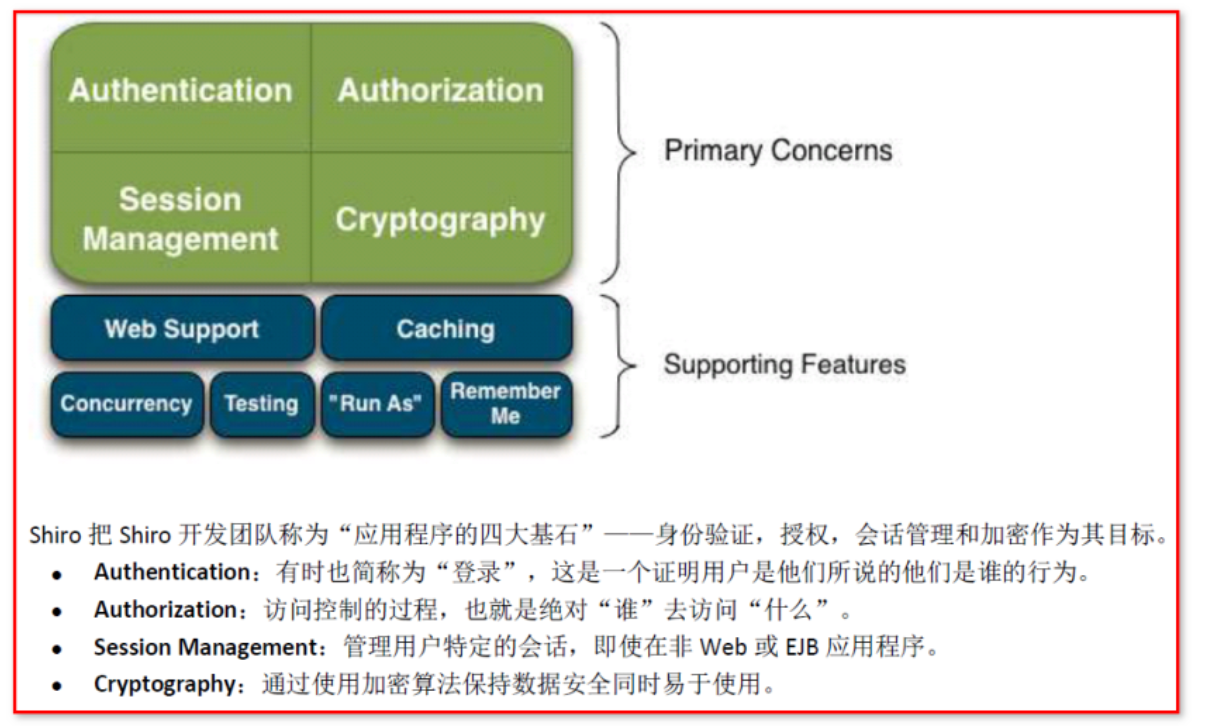 Authentication Authorization
Primary Concerns
Session
Management
Cryptography
Web Support Caching
Supporting Features
Concurrency Testing "Run As" Remember
Me
Shiro 把 Shiro 开发团队称为“应用程序的四大基石”——身份验证，授权，会话管理和加密作为其目标。
● Authentication：有时也简称为“登录”，这是一个证明用户是他们所说的他们是谁的行为。
● Authorization：访问控制的过程，也就是绝对“谁”去访问“什么”。
● Session Management：管理用户特定的会话，即使在非 Web 或 EJB 应用程序。
● Cryptography：通过使用加密算法保持数据安全同时易于使用。